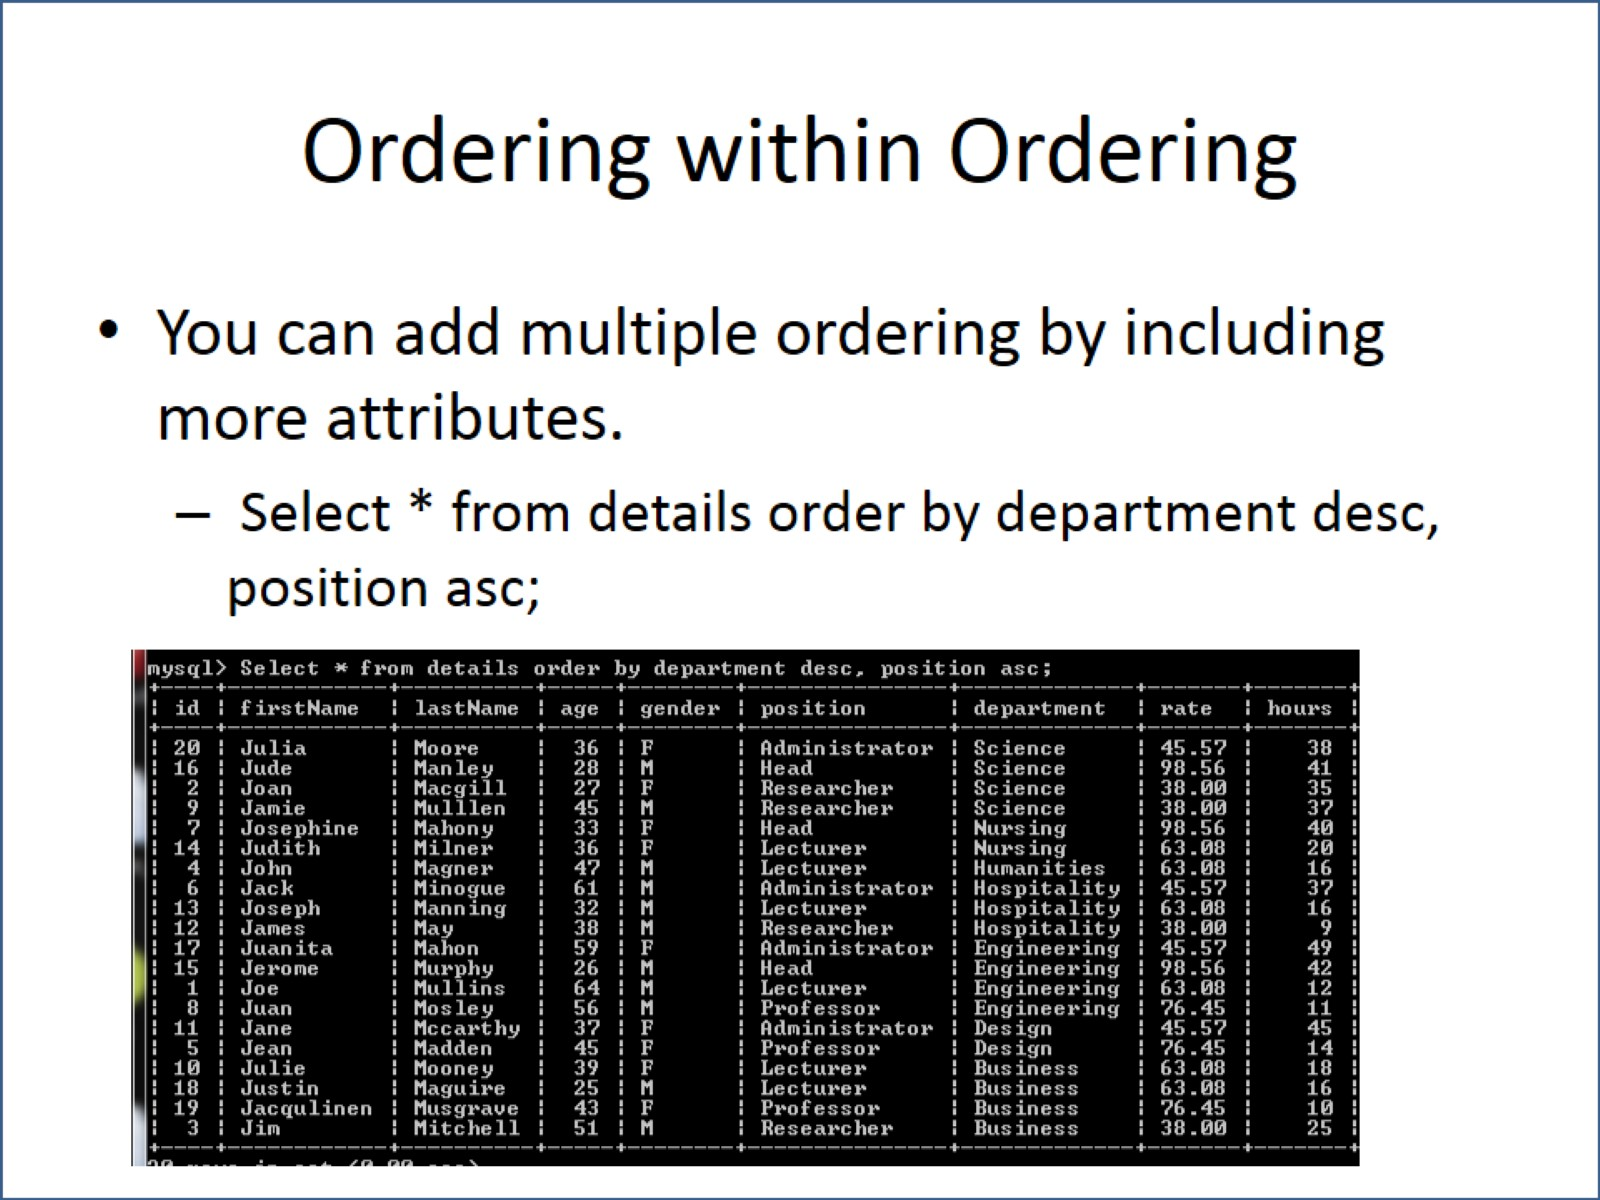 Ordering within Ordering
• You can add multiple ordering by including
more attributes.
– Select * from details order by department desc,
position asc;
mysql> Select * from details order by department desc, position asc;
| id | firstName | lastName | age | gender | position | department | rate | hours |
| 20 | Julia | Moore | 36 | F | Administrator | Science | 45.57 | 38 |
| 16 | Jude | Manley | 28 | M | Head | Science | 98.56 | 41 |
| 2 | Joan | Macgill | 27 | F | Researcher | Science | 38.00 | 35 |
| 9 | Jamie | Mulllen | 45 | M | Researcher | Science | 38.00 | 37 |
| 7 | Josephine | Mahony | 33 | F | Head | Nursing | 98.56 | 40 |
| 14 | Judith | Milner | 36 | F | Lecturer | Nursing | 63.08 | 20 |
| 4 | John | Magner | 47 | M | Lecturer | Humanities | 63.08 | 16 |
| 6 | Jack | Minogue | 61 | M | Administrator | Hospitality | 45.57 | 37 |
| 13 | Joseph | Manning | 32 | M | Lecturer | Hospitality | 63.08 | 16 |
| 12 | James | May | 38 | M | Researcher | Hospitality | 38.00 | 9 |
| 17 | Juanita | Mahon | 59 | F | Administrator | Engineering | 45.57 | 49 |
| 15 | Jerome | Murphy | 26 | M | Head | Engineering | 98.56 | 42 |
| 1 | Joe | Mullins | 64 | M | Lecturer | Engineering | 63.08 | 12 |
| 8 | Juan | Mosley | 56 | M | Professor | Engineering | 76.45 | 11 |
| 11 | Jane | Mccarthy | 37 | F | Administrator | Design | 45.57 | 45 |
| 5 | Jean | Madden | 45 | F | Professor | Design | 76.45 | 14 |
| 10 | Julie | Mooney | 39 | F | Lecturer | Business | 63.08 | 18 |
| 18 | Justin | Maguire | 25 | M | Lecturer | Business | 63.08 | 16 |
| 19 | Jacqulinen | Musgrave | 43 | F | Professor | Business | 76.45 | 10 |
| 3 | Jim | Mitchell | 51 | M | Researcher | Business | 38.00 | 25 |